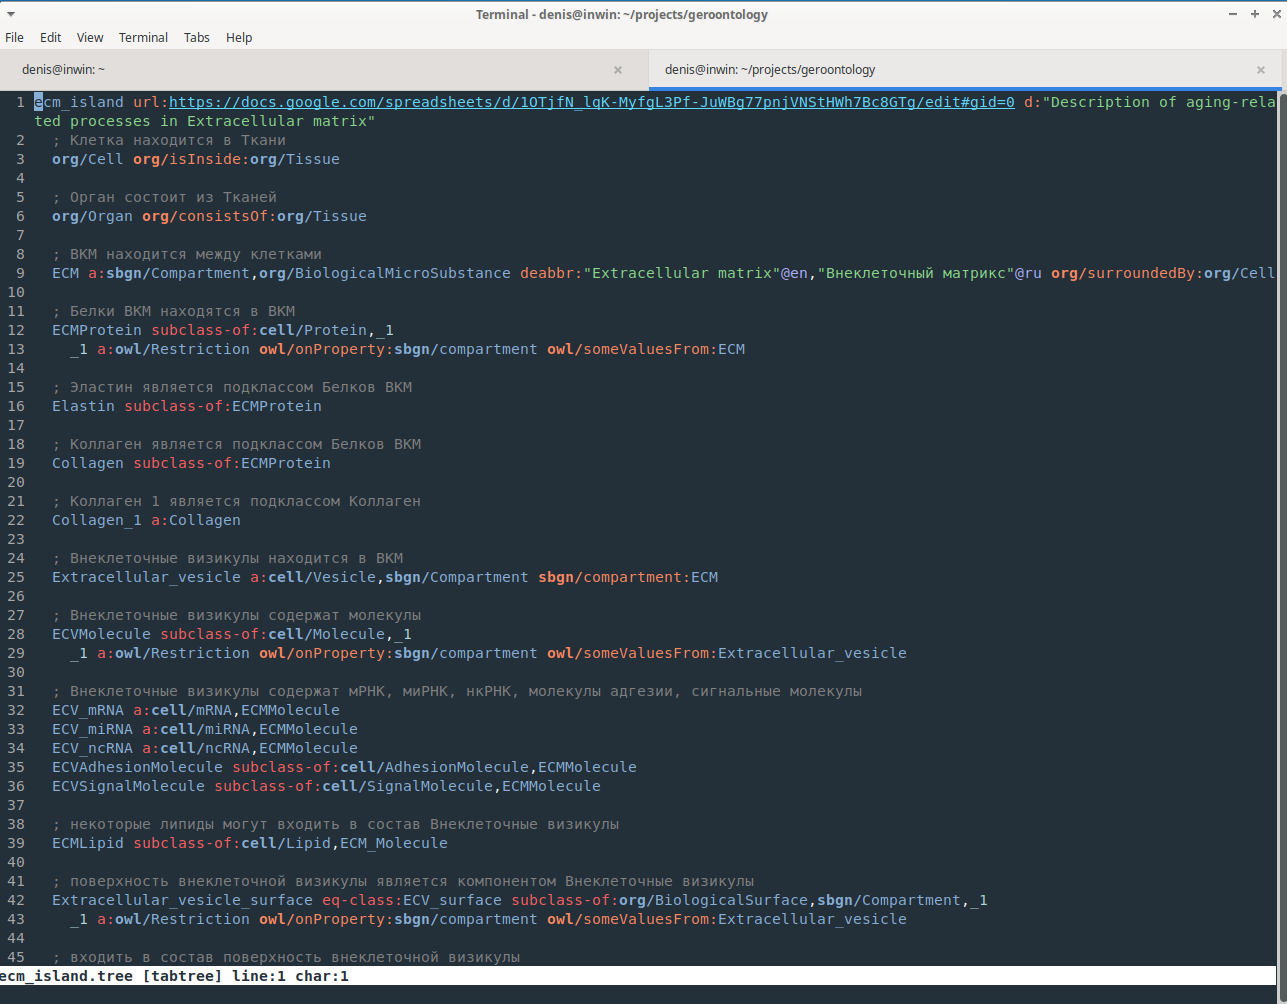 Terminal - denis@inwin: ~/projects/geroontology
File Edit View Terminal Tabs Help
denis@inwin: ~
denis@inwin: ~/projects/geroontology
1 ecm_island url:https://docs.google.com/spreadsheets/d/1OTjfN_lqK-MyfgL3Pf-JuWBg77pnjVNStHWh7Bc8GTg/edit#gid=0 d:"Description of aging-rela
ted processes in Extracellular matrix"
2 ; Клетка находится в Ткани
3 org/Cell org/isInside:org/Tissue
4
5 ; Орган состоит из Тканей
6 org/Organ org/consistsOf:org/Tissue
7
8 ; ВКМ находится между клетками
9 ECM a:sbgn/Compartment,org/BiologicalMicroSubstance deabbr:"Extracellular matrix"@en,"Внеклеточный матрикс"@ru org/surroundedBy:org/Cell
10
11 ; Белки ВКМ находятся в ВКМ
12 ECMProtein subclass-of:cell/Protein,_1
13 _1 a:owl/Restriction owl/onProperty:sbgn/compartment owl/someValuesFrom:ECM
14
15 ; Эластин является подклассом Белков ВКМ
16 Elastin subclass-of:ECMProtein
17
18 ; Коллаген является подклассом Белков ВКМ
19 Collagen subclass-of:ECMProtein
20
21 ; Коллаген 1 является подклассом Коллаген
22 Collagen_1 a:Collagen
23
24 ; Внеклеточные визикулы находится в ВКМ
25 Extracellular_vesicle a:cell/Vesicle,sbgn/Compartment sbgn/compartment:ECM
26
27 ; Внеклеточные визикулы содержат молекулы
28 ECVMolecule subclass-of:cell/Molecule,_1
29 _1 a:owl/Restriction owl/onProperty:sbgn/compartment owl/someValuesFrom:Extracellular_vesicle
30
31 ; Внеклеточные визикулы содержат мРНК, миРНК, нкРНК, молекулы адгезии, сигнальные молекулы
32 ECV_mRNA a:cell/mRNA,ECMMolecule
33 ECV_miRNA a:cell/miRNA,ECMMolecule
34 ECV_ncRNA a:cell/ncRNA,ECMMolecule
35 ECVAdhesionMolecule subclass-of:cell/AdhesionMolecule,ECMMolecule
36 ECVSignalMolecule subclass-of:cell/SignalMolecule,ECMMolecule
37
38 ; некоторые липиды могут входить в состав Внеклеточные визикулы
39 ECMLipid subclass-of:cell/Lipid,ECM_Molecule
40
41 ; поверхность внеклеточной визикулы является компонентом Внеклеточные визикулы
42 Extracellular_vesicle_surface eq-class:ECV_surface subclass-of:org/BiologicalSurface,sbgn/Compartment,_1
43 _1 a:owl/Restriction owl/onProperty:sbgn/compartment owl/someValuesFrom:Extracellular_vesicle
44
45 ; входить в состав поверхность внеклеточной визикулы
ecm_island.tree [tabtree] line:1 char:1